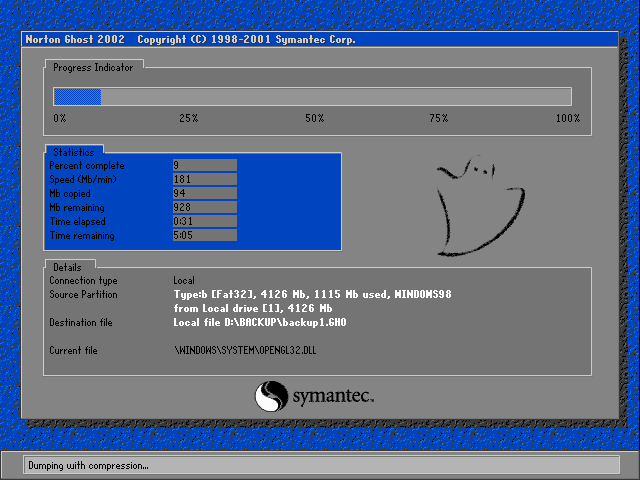 Norton Ghost 2002   Copyright (C) 1998-2001 Symantec Corp.
Progress Indicator
0% 25% 50% 75% 100%
Statistics
Percent complete 9
Speed (Mb/min) 181
Mb copied 94
Mb remaining 928
Time elapsed 0:31
Time remaining 5:05
Details
Connection type Local
Source Partition Type:b [Fat32], 4126 Mb, 1115 Mb used, WINDOWS98
from Local drive [1], 4126 Mb
Destination file Local file D:\BACKUP\backup1.GHO
Current file \WINDOWS\SYSTEM\OPENGL32.DLL
symantec.
Dumping with compression...